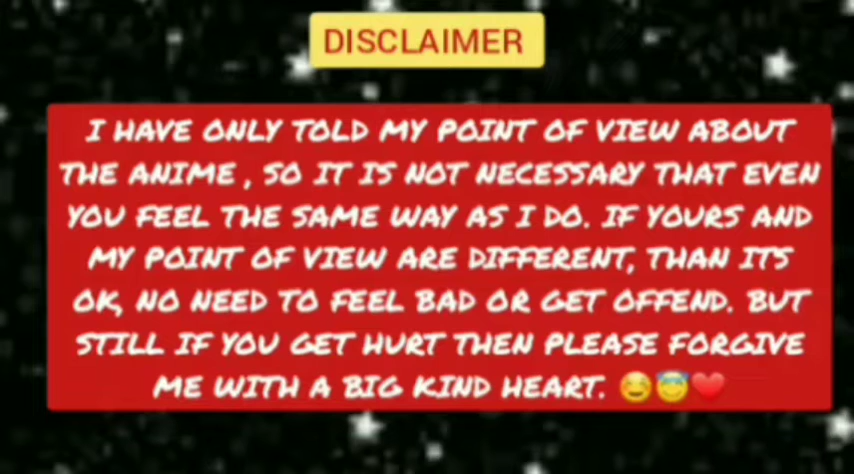 DISCLAIMER
I HAVE ONLY TOLD MY POINT OF VIEW ABOUT
THE ANIME , SO IT IS NOT NECESSARY THAT EVEN
YOU FEEL THE SAME WAY AS I DO. IF YOURS AND
MY POINT OF VIEW ARE DIFFERENT, THAN ITS
OK, NO NEED TO FEEL BAD OR GET OFFEND. BUT
STILL IF YOU GET HURT THEN PLEASE FORGIVE
ME WITH A BIG KIND HEART. ☺️😇❤️